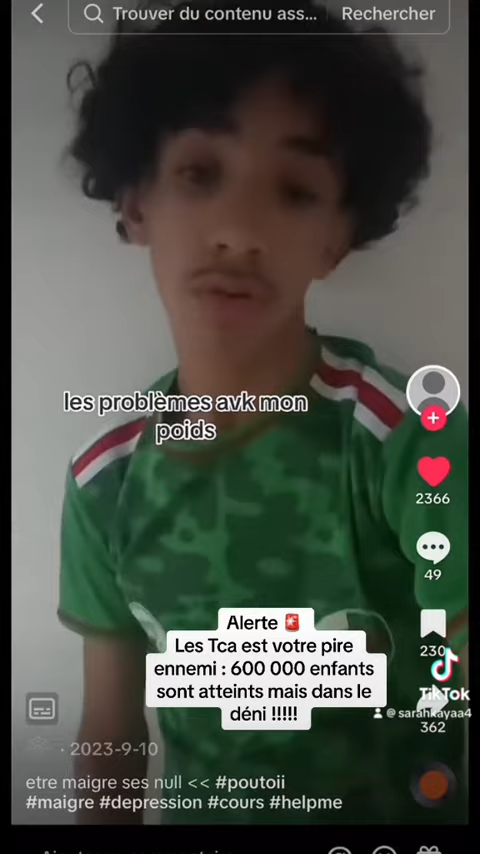 Trouver du contenu ass...
Rechercher
les problèmes avk mon
poids
2366
49
Alerte 🚨
Les Tca est votre pire
ennemi : 600 000 enfants
sont atteints mais dans le
déni !!!!!
230
TikTok
@sarahkayaa4
362
· 2023-9-10
etre maigre ses null << #poutoii
#maigre #depression #cours #helpme